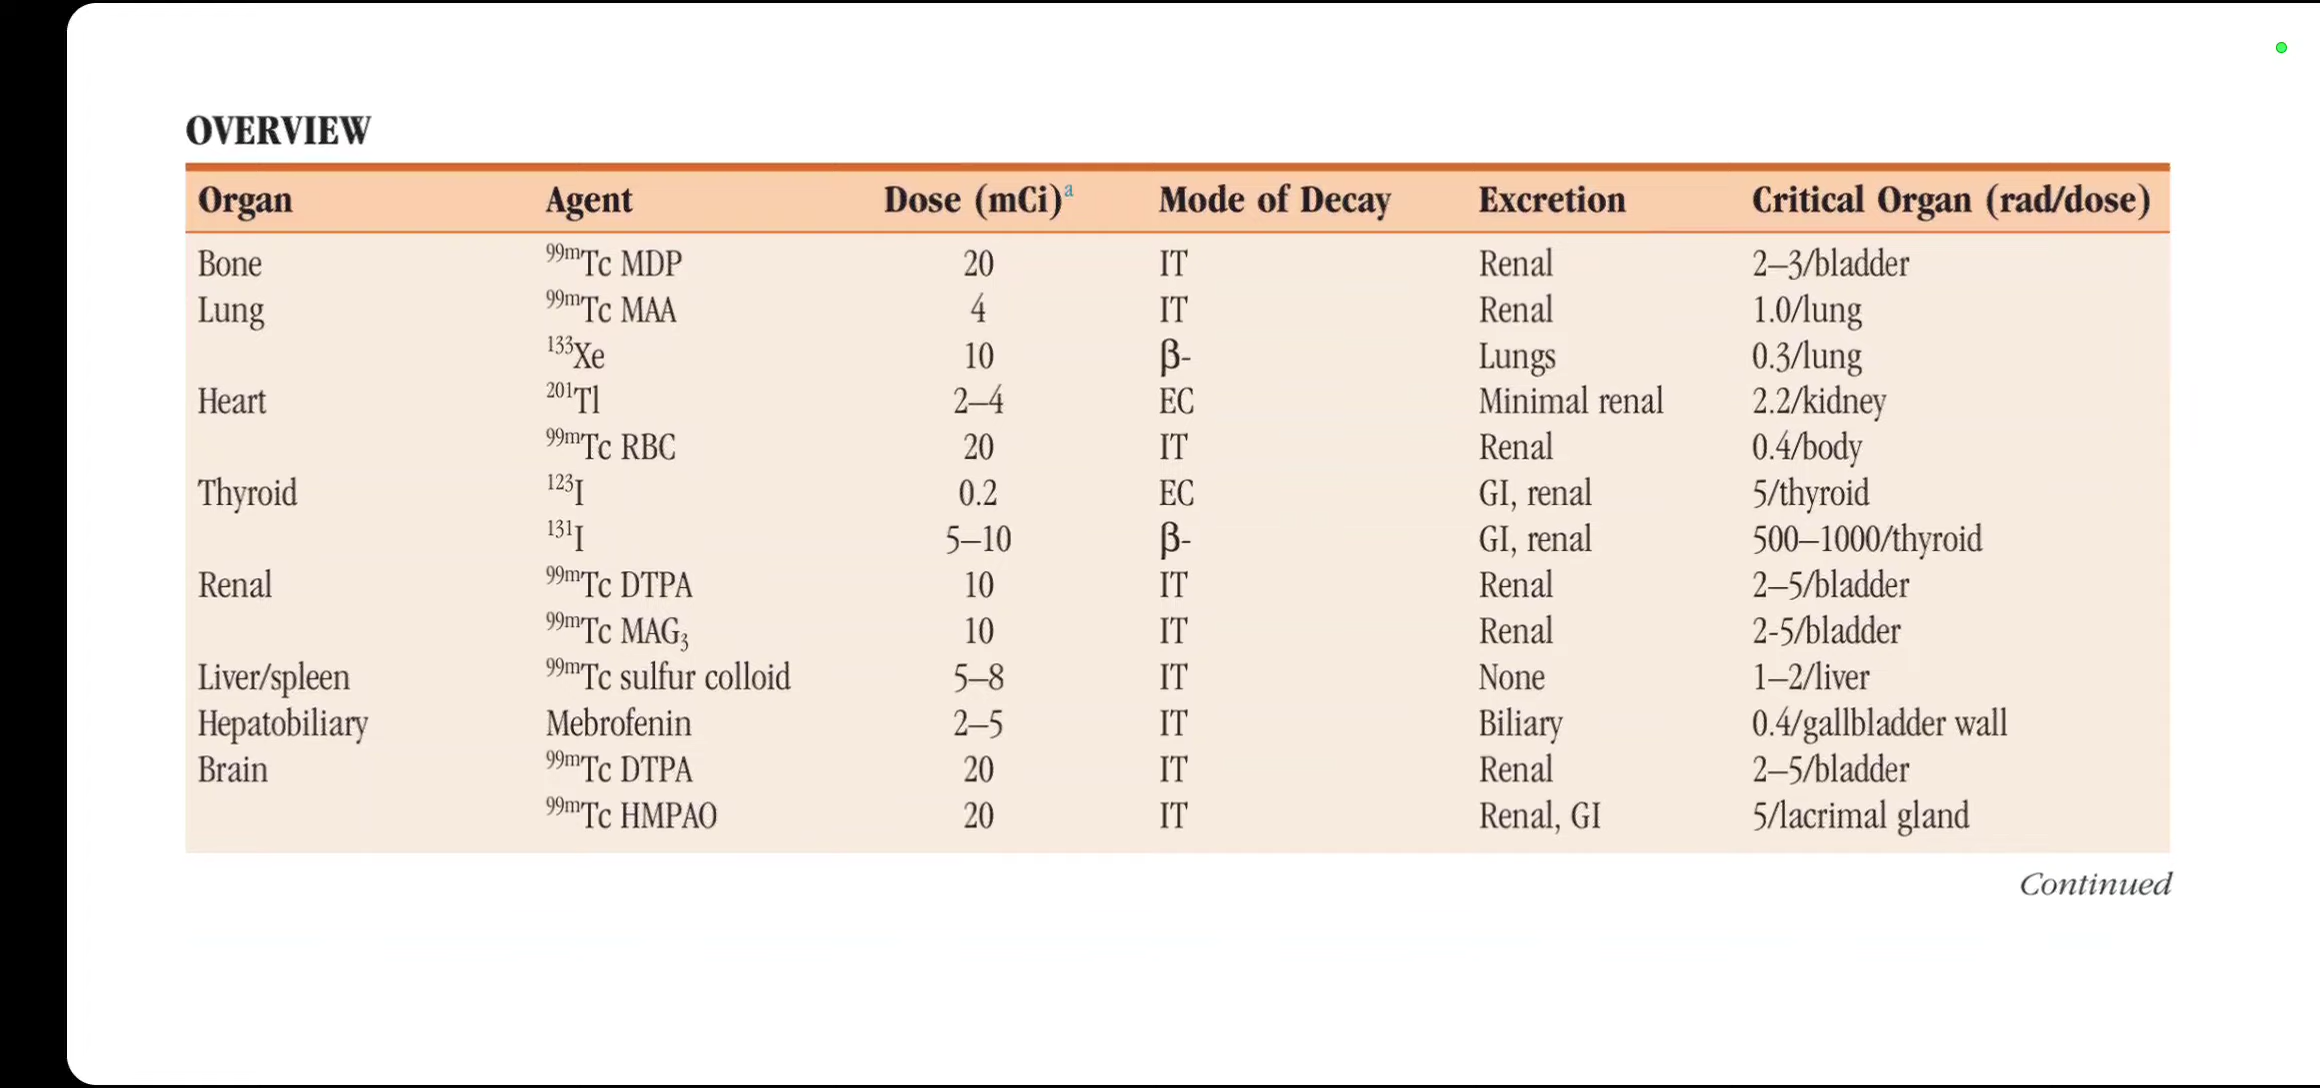 OVERVIEW
Organ Agent Dose (mCi)ᵃ Mode of Decay Excretion Critical Organ (rad/dose)
Bone ⁹⁹ᵐTc MDP 20 IT Renal 2–3/bladder
Lung ⁹⁹ᵐTc MAA 4 IT Renal 1.0/lung
¹³³Xe 10 β- Lungs 0.3/lung
Heart ²⁰¹Tl 2–4 EC Minimal renal 2.2/kidney
⁹⁹ᵐTc RBC 20 IT Renal 0.4/body
Thyroid ¹²³I 0.2 EC GI, renal 5/thyroid
¹³¹I 5–10 β- GI, renal 500–1000/thyroid
Renal ⁹⁹ᵐTc DTPA 10 IT Renal 2–5/bladder
⁹⁹ᵐTc MAG₃ 10 IT Renal 2-5/bladder
Liver/spleen ⁹⁹ᵐTc sulfur colloid 5–8 IT None 1–2/liver
Hepatobiliary Mebrofenin 2–5 IT Biliary 0.4/gallbladder wall
Brain ⁹⁹ᵐTc DTPA 20 IT Renal 2–5/bladder
⁹⁹ᵐTc HMPAO 20 IT Renal, GI 5/lacrimal gland
Continued